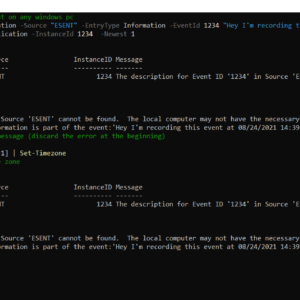 t on any windows pc
tion -Source "ESENT" -EntryType Information -EventId 1234 "Hey I'm recording th
lication -InstanceId 1234 -Newest 1
ce InstanceID Message
-- ---------- -------
NT 1234 The description for Event ID '1234' in Source 'E
Source 'ESENT' cannot be found. The local computer may not have the necessary
ormation is part of the event:'Hey I'm recording this event at 08/24/2021 14:39
message (discard the error at the beginning)
1] | Set-Timezone
zone
ce InstanceID Message
-- ---------- -------
NT 1234 The description for Event ID '1234' in Source 'E
Source 'ESENT' cannot be found. The local computer may not have the necessary
ormation is part of the event:'Hey I'm recording this event at 08/24/2021 14:39